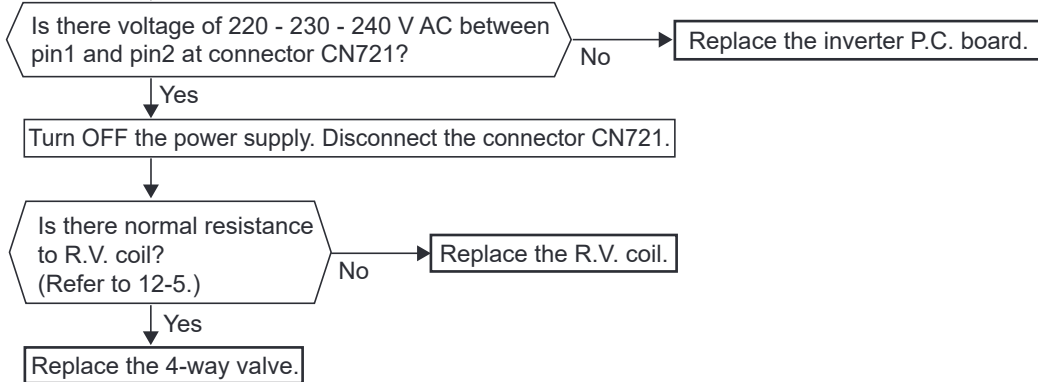 Is there voltage of 220 - 230 - 240 V AC between
pin1 and pin2 at connector CN721?
No
Replace the inverter P.C. board.
Yes
Turn OFF the power supply. Disconnect the connector CN721.
Is there normal resistance
to R.V. coil?
(Refer to 12-5.)
No
Replace the R.V. coil.
Yes
Replace the 4-way valve.